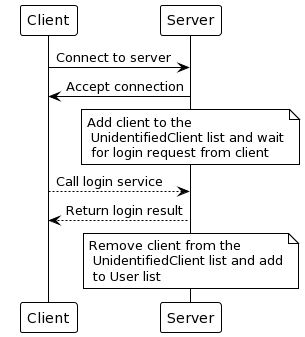 Client Server
Connect to server
Accept connection
Add client to the
UnidentifiedClient list and wait
for login request from client
Call login service
Return login result
Remove client from the
UnidentifiedClient list and add
to User list
Client Server